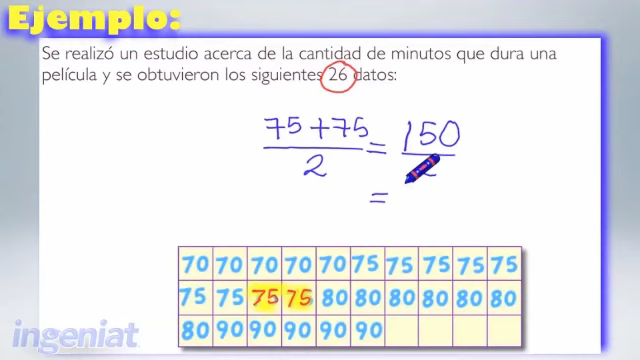 Ejemplo:
Se realizó un estudio acerca de la cantidad de minutos que dura una
película y se obtuvieron los siguientes 26 datos:
75 + 75 = 150
2 2
=
70 70 70 70 70 75 75 75 75 75
75 75 75 75 80 80 80 80 80 80
80 90 90 90 90 90
ingeniat